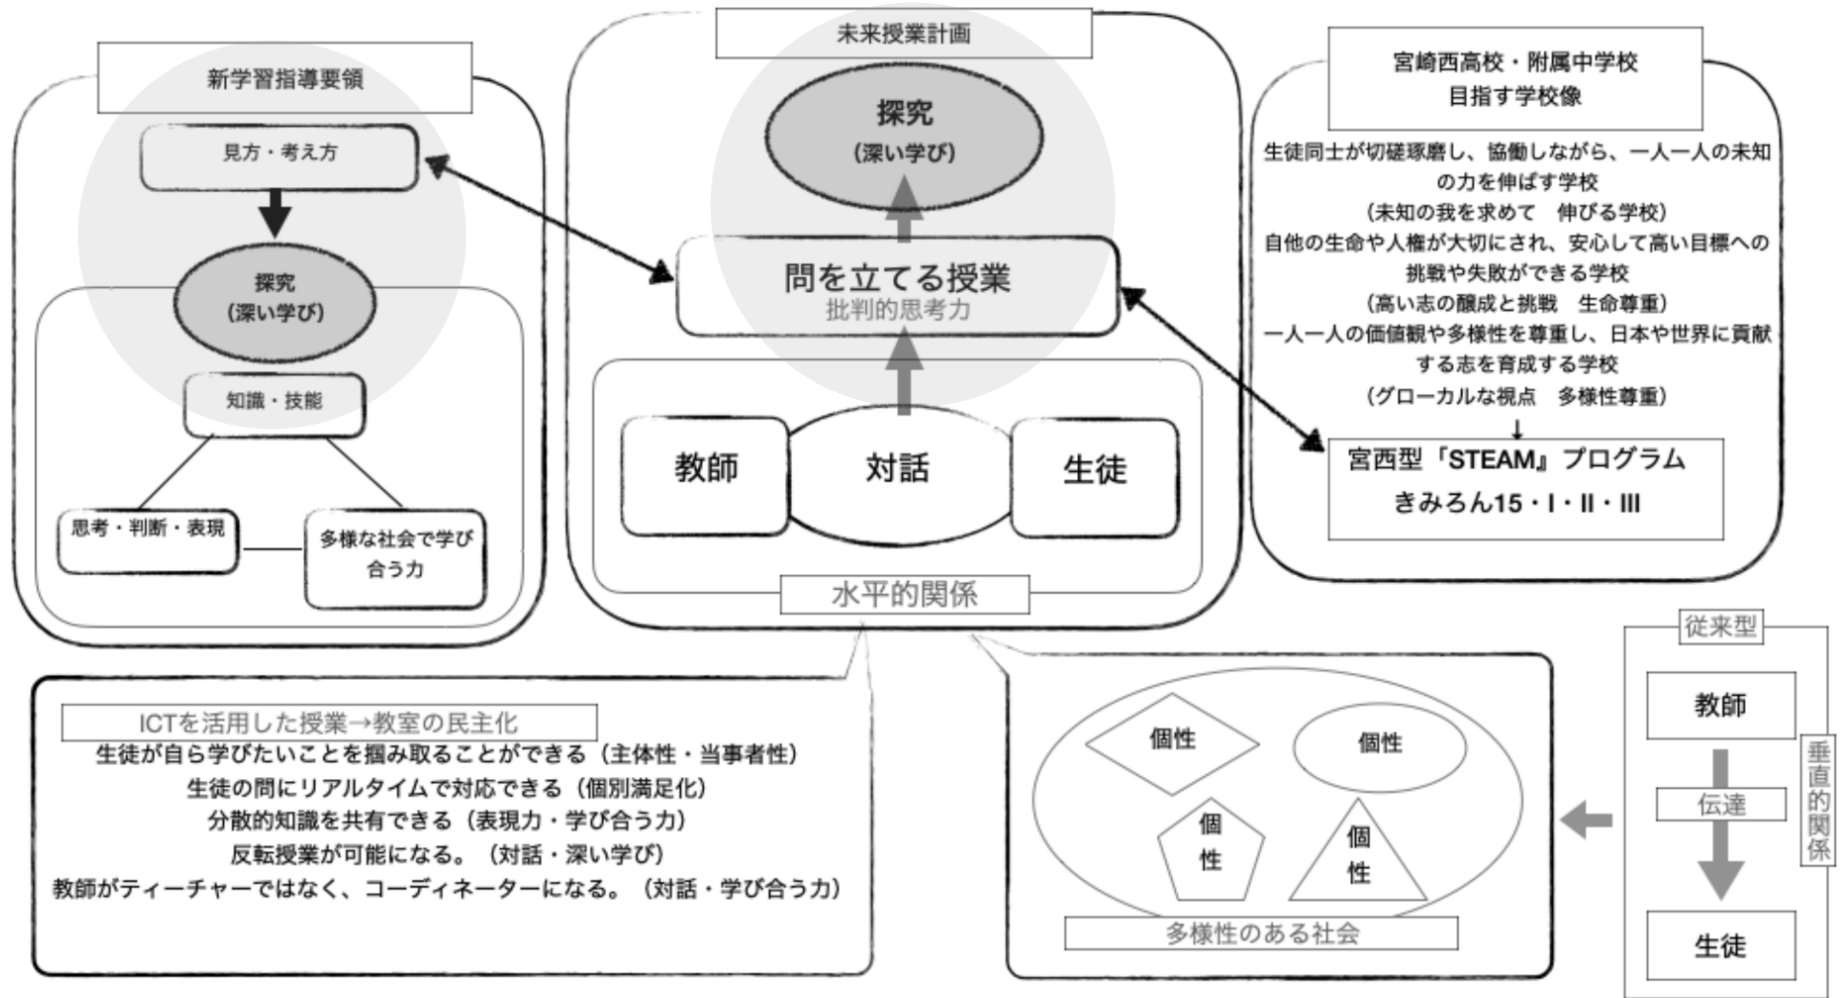 新学習指導要領
見方・考え方
探究
（深い学び）
知識・技能
思考・判断・表現
多様な社会で学び
合う力
未来授業計画
探究
（深い学び）
問を立てる授業
批判的思考力
教師
対話
生徒
水平的関係
宮崎西高校・附属中学校
目指す学校像
生徒同士が切磋琢磨し、協働しながら、一人一人の未知
の力を伸ばす学校
（未知の我を求めて　伸びる学校）
自他の生命や人権が大切にされ、安心して高い目標への
挑戦や失敗ができる学校
（高い志の醸成と挑戦　生命尊重）
一人一人の価値観や多様性を尊重し、日本や世界に貢献
する志を育成する学校
（グローカルな視点　多様性尊重）
↓
宮西型『STEAM』プログラム
きみろん15・I・II・III
ICTを活用した授業→教室の民主化
生徒が自ら学びたいことを掴み取ることができる（主体性・当事者性）
生徒の問にリアルタイムで対応できる（個別満足化）
分散的知識を共有できる（表現力・学び合う力）
反転授業が可能になる。（対話・深い学び）
教師がティーチャーではなく、コーディネーターになる。（対話・学び合う力）
個性
個性
個
性
個
性
多様性のある社会
従来型
教師
伝達
垂直的関係
生徒